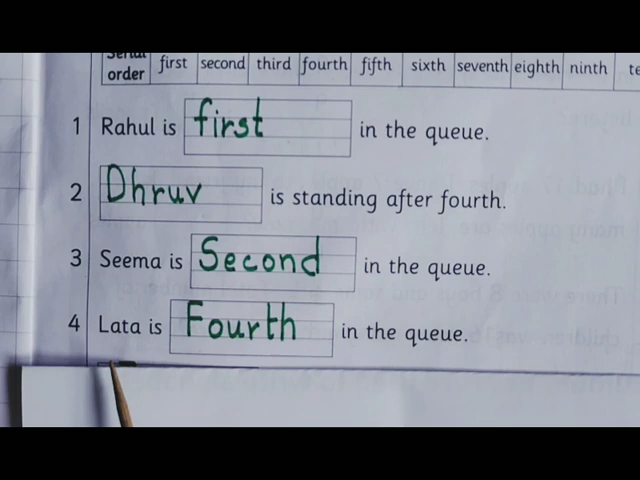 Serial order first second third fourth fifth sixth seventh eighth ninth
1 Rahul is first in the queue.
2 Dhruv is standing after fourth.
3 Seema is Second in the queue.
4 Lata is Fourth in the queue.